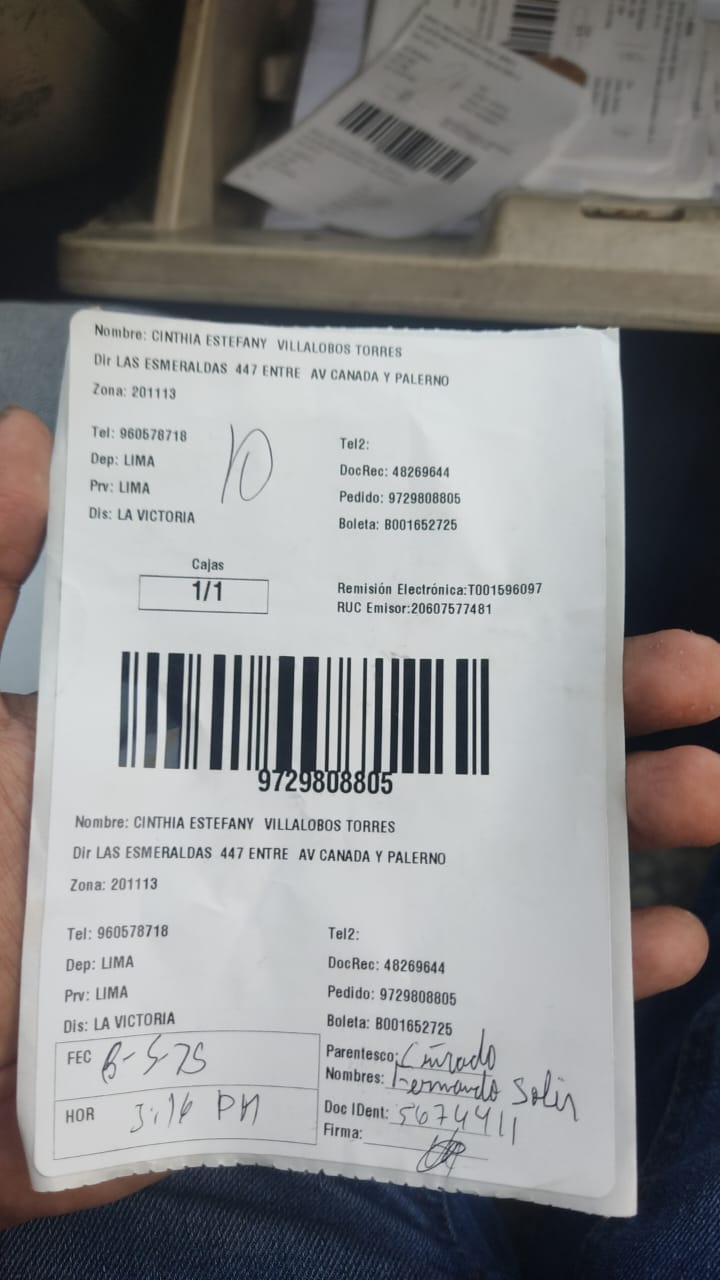 Nombre: CINTHIA ESTEFANY VILLALOBOS TORRES
Dir LAS ESMERALDAS 447 ENTRE AV CANADA Y PALERNO
Zona: 201113
Tel: 960578718
Dep: LIMA
Prv: LIMA
Dis: LA VICTORIA
10
Tel2:
DocRec: 48269644
Pedido: 9729808805
Boleta: B001652725
Cajas
1/1
Remisión Electrónica:T001596097
RUC Emisor:20607577481
9729808805
Nombre: CINTHIA ESTEFANY VILLALOBOS TORRES
Dir LAS ESMERALDAS 447 ENTRE AV CANADA Y PALERNO
Zona: 201113
Tel: 960578718
Dep: LIMA
Prv: LIMA
Dis: LA VICTORIA
Tel2:
DocRec: 48269644
Pedido: 9729808805
Boleta: B001652725
FEC
HOR 3:16 PM
Parentesco: Cuñado
Nombres: Fernando Solis
Doc IDent: 5674411
Firma: